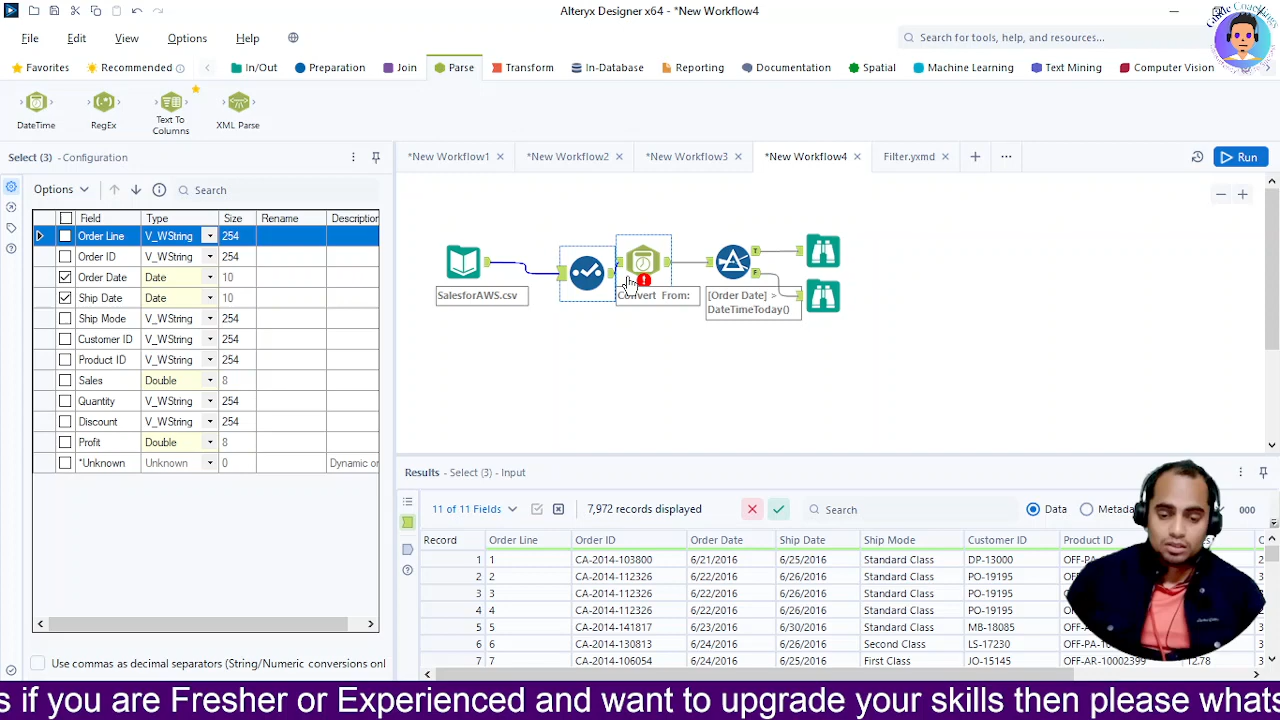 Alteryx Designer x64 - *New Workflow4
File Edit View Options Help
Search for tools, help, and resources...
Favorites Recommended In/Out Preparation Join Parse Transform In-Database Reporting Documentation Spatial Machine Learning Text Mining Computer Vision
DateTime RegEx Text To Columns XML Parse
Select (3) - Configuration
*New Workflow1 *New Workflow2 *New Workflow3 *New Workflow4 Filter.yxmd Run
Options Search
Field Type Size Rename Description
Order Line V_WString 254
Order ID V_WString 254
Order Date Date 10
Ship Date Date 10
Ship Mode V_WString 254
Customer ID V_WString 254
Product ID V_WString 254
Sales Double 8
Quantity V_WString 254
Discount V_WString 254
Profit Double 8
*Unknown Unknown 0 Dynamic or
Use commas as decimal separators (String/Numeric conversions onl
SalesforAWS.csv
Convert From:
[Order Date] >
DateTimeToday()
T
F
Results - Select (3) - Input
11 of 11 Fields 7,972 records displayed Search Data Metada 000
Record Order Line Order ID Order Date Ship Date Ship Mode Customer ID Product ID
1 1 CA-2014-103800 6/21/2016 6/25/2016 Standard Class DP-13000 OFF-PA-
2 2 CA-2014-112326 6/22/2016 6/26/2016 Standard Class PO-19195
3 3 CA-2014-112326 6/22/2016 6/26/2016 Standard Class PO-19195
4 4 CA-2014-112326 6/22/2016 6/26/2016 Standard Class PO-19195
5 5 CA-2014-141817 6/23/2016 6/30/2016 Standard Class MB-18085
6 6 CA-2014-130813 6/24/2016 6/26/2016 Second Class LS-17230
7 7 CA-2014-106054 6/24/2016 6/25/2016 First Class JO-15145 OFF-AR-10002399 12.78
s if you are Fresher or Experienced and want to upgrade your skills then please whats